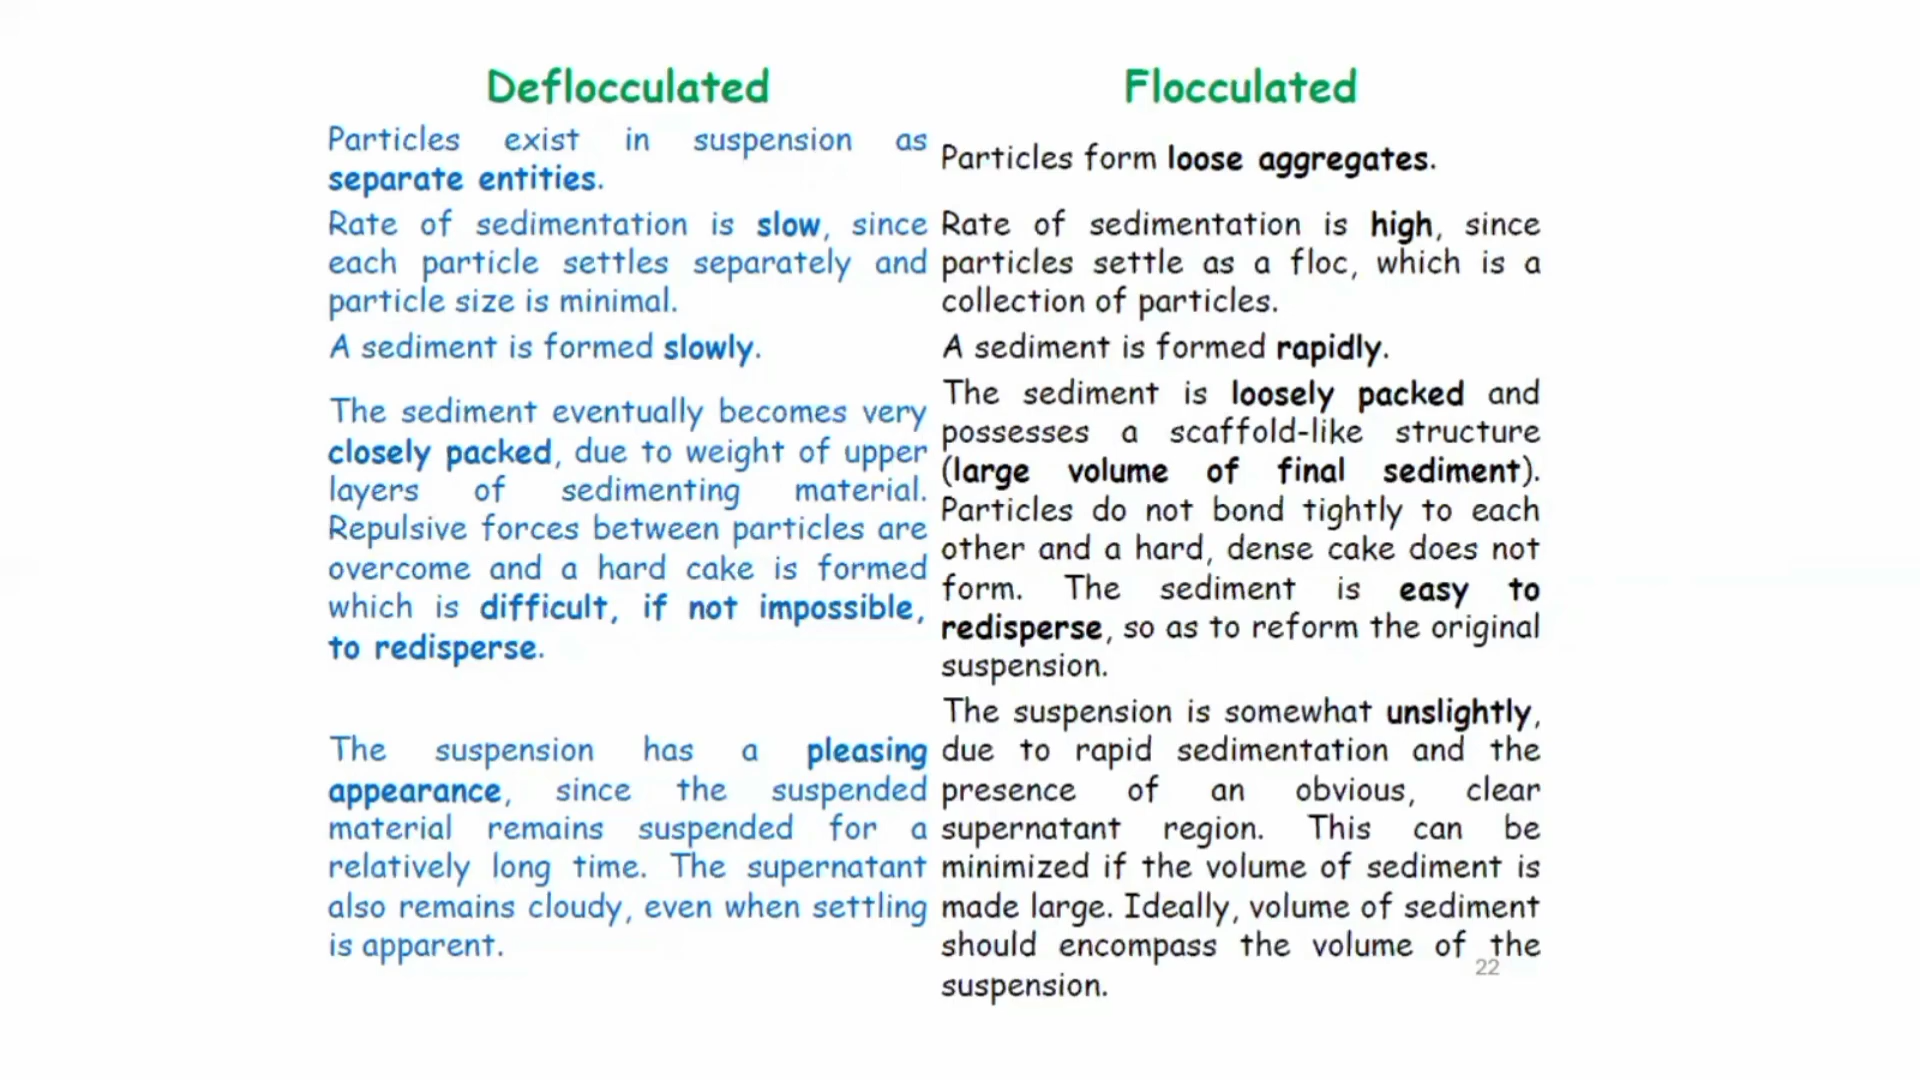 Deflocculated
Flocculated
Particles exist in suspension as
separate entities.
Particles form loose aggregates.
Rate of sedimentation is slow, since
each particle settles separately and
particle size is minimal.
Rate of sedimentation is high, since
particles settle as a floc, which is a
collection of particles.
A sediment is formed slowly.
A sediment is formed rapidly.
The sediment eventually becomes very
closely packed, due to weight of upper
layers of sedimenting material.
Repulsive forces between particles are
overcome and a hard cake is formed
which is difficult, if not impossible,
to redisperse.
The sediment is loosely packed and
possesses a scaffold-like structure
(large volume of final sediment).
Particles do not bond tightly to each
other and a hard, dense cake does not
form. The sediment is easy to
redisperse, so as to reform the original
suspension.
The suspension has a pleasing
appearance, since the suspended
material remains suspended for a
relatively long time. The supernatant
also remains cloudy, even when settling
is apparent.
The suspension is somewhat unslightly,
due to rapid sedimentation and the
presence of an obvious, clear
supernatant region. This can be
minimized if the volume of sediment is
made large. Ideally, volume of sediment
should encompass the volume of the
suspension.
22